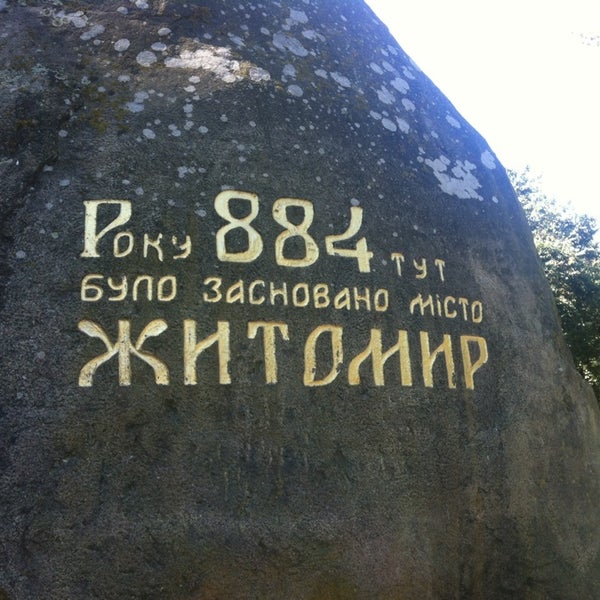 Року 884 тут
було засновано місто
ЖИТОМИР